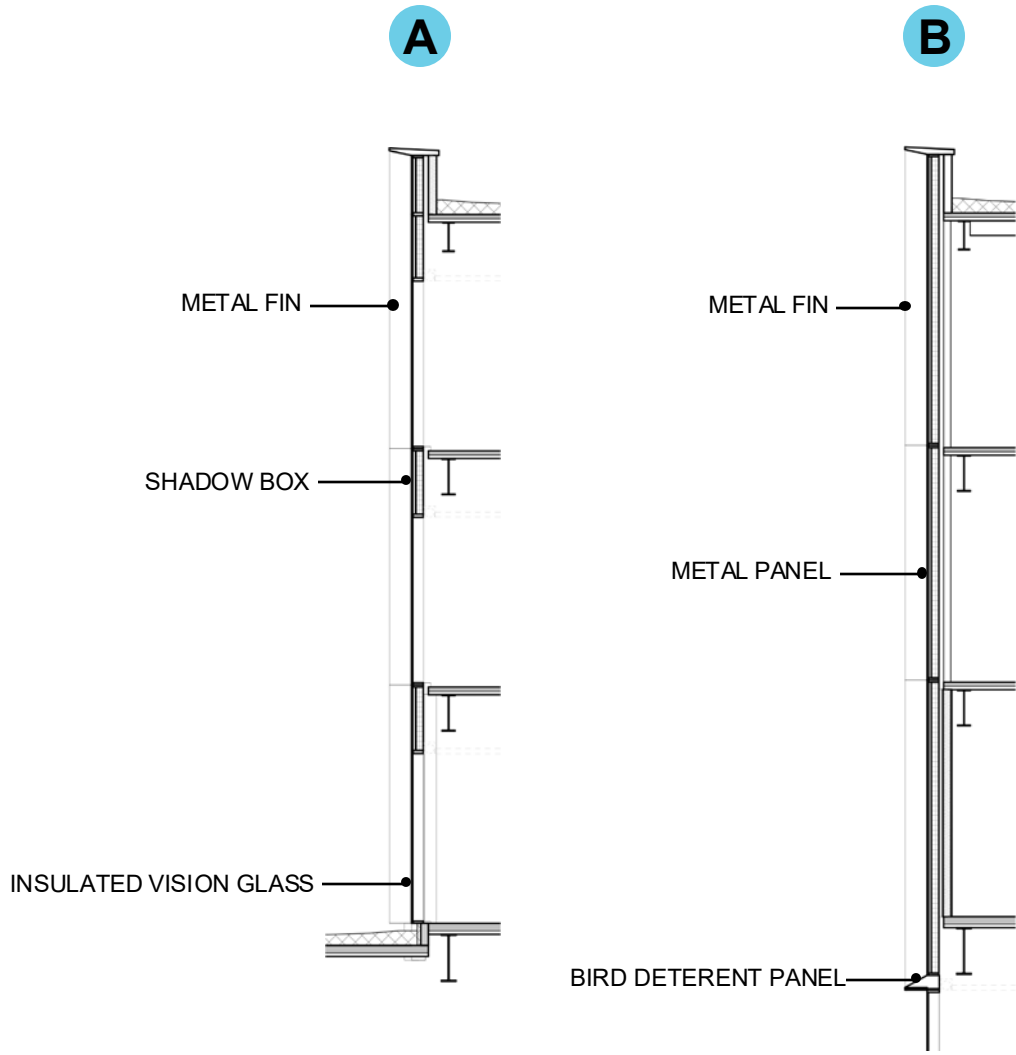 A
B
METAL FIN
METAL FIN
SHADOW BOX
METAL PANEL
INSULATED VISION GLASS
BIRD DETERENT PANEL